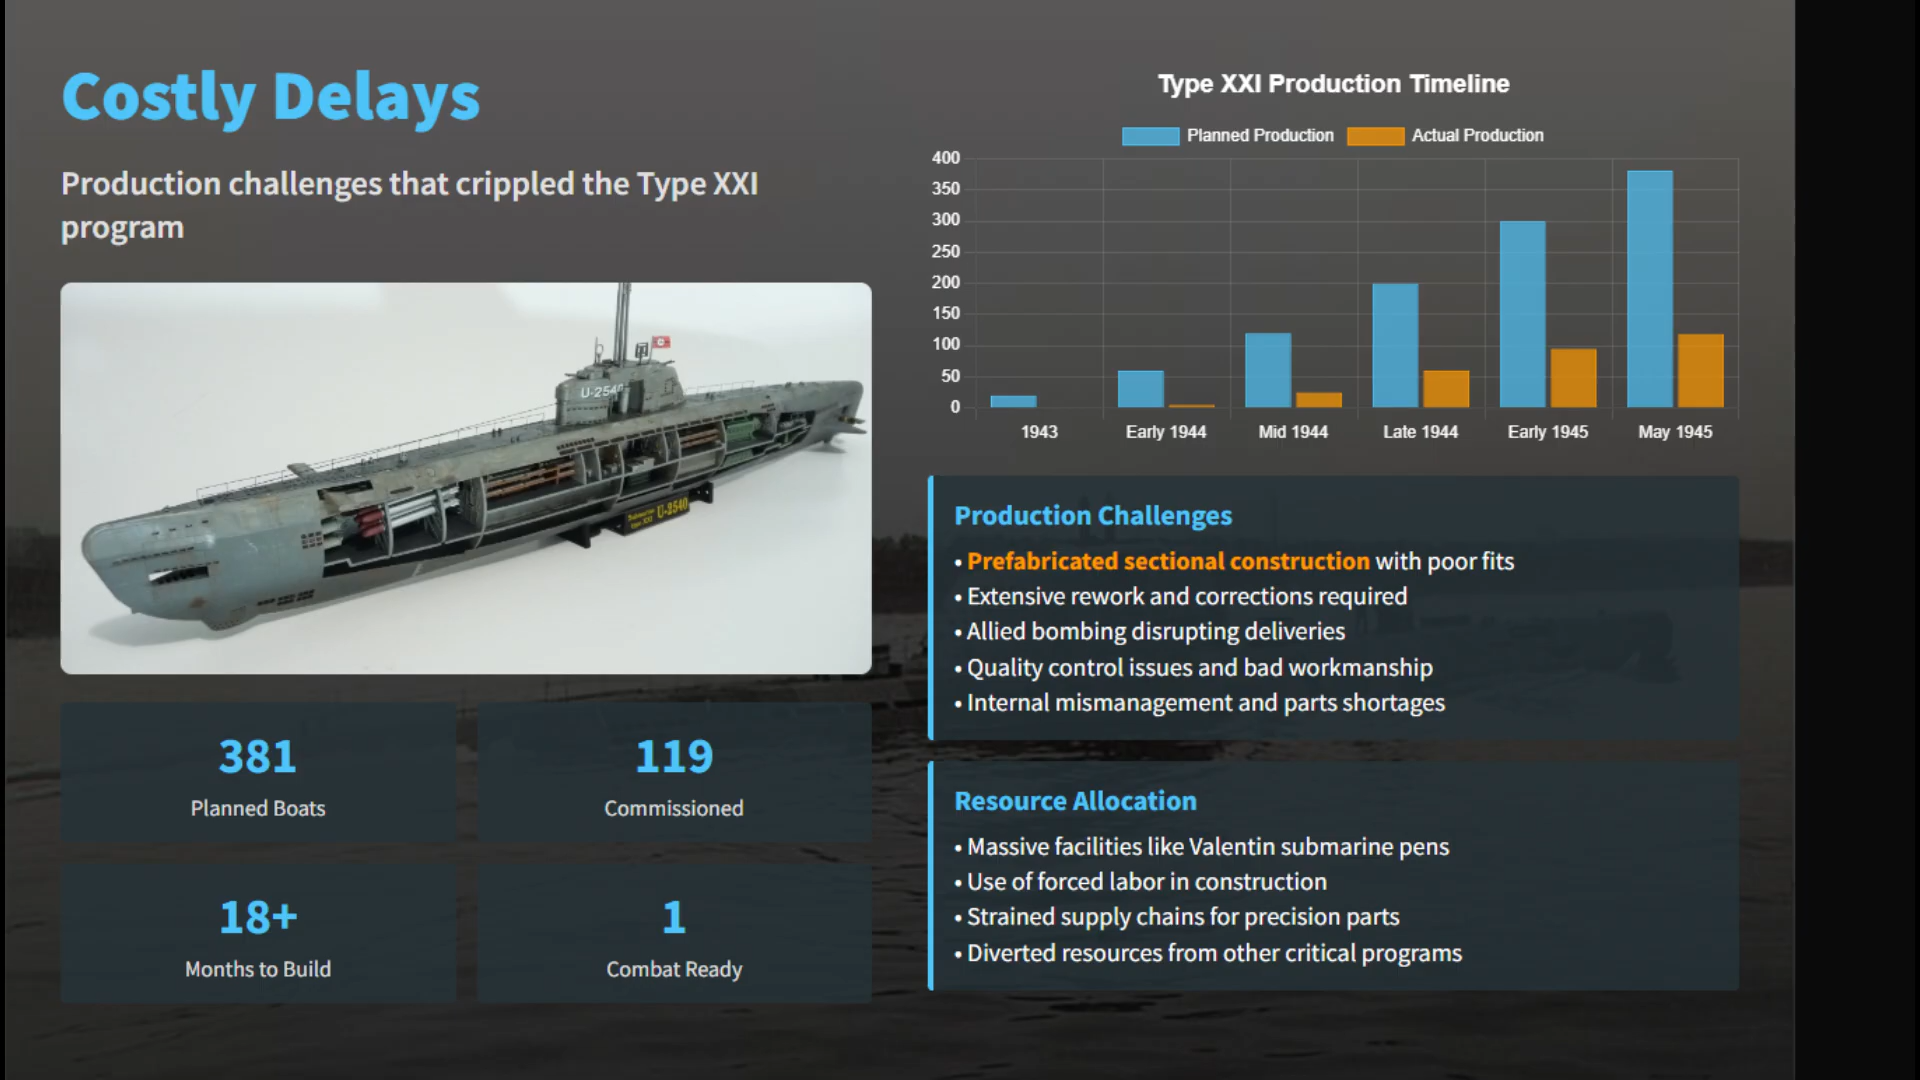 Costly Delays
Production challenges that crippled the Type XXI
program
U-2540
U-2540
381
Planned Boats
119
Commissioned
18+
Months to Build
1
Combat Ready
Type XXI Production Timeline
Planned Production
Actual Production
400
350
300
250
200
150
100
50
0
1943
Early 1944
Mid 1944
Late 1944
Early 1945
May 1945
Production Challenges
• Prefabricated sectional construction with poor fits
• Extensive rework and corrections required
• Allied bombing disrupting deliveries
• Quality control issues and bad workmanship
• Internal mismanagement and parts shortages
Resource Allocation
• Massive facilities like Valentin submarine pens
• Use of forced labor in construction
• Strained supply chains for precision parts
• Diverted resources from other critical programs